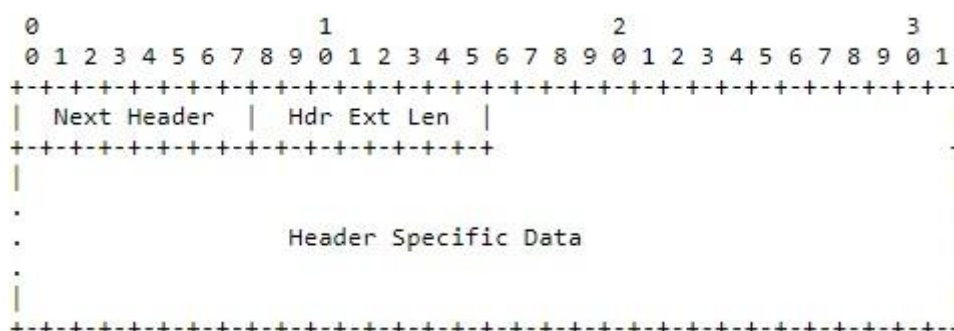 0                   1                   2                   3
0 1 2 3 4 5 6 7 8 9 0 1 2 3 4 5 6 7 8 9 0 1 2 3 4 5 6 7 8 9 0 1
+-+-+-+-+-+-+-+-+-+-+-+-+-+-+-+-+-+-+-+-+-+-+-+-+-+-+-+-+-+-+-+-
|  Next Header  |  Hdr Ext Len  |
+-+-+-+-+-+-+-+-+-+-+-+-+-+-+-+-+                               -
|
.
.                  Header Specific Data
.
|
+-+-+-+-+-+-+-+-+-+-+-+-+-+-+-+-+-+-+-+-+-+-+-+-+-+-+-+-+-+-+-+-